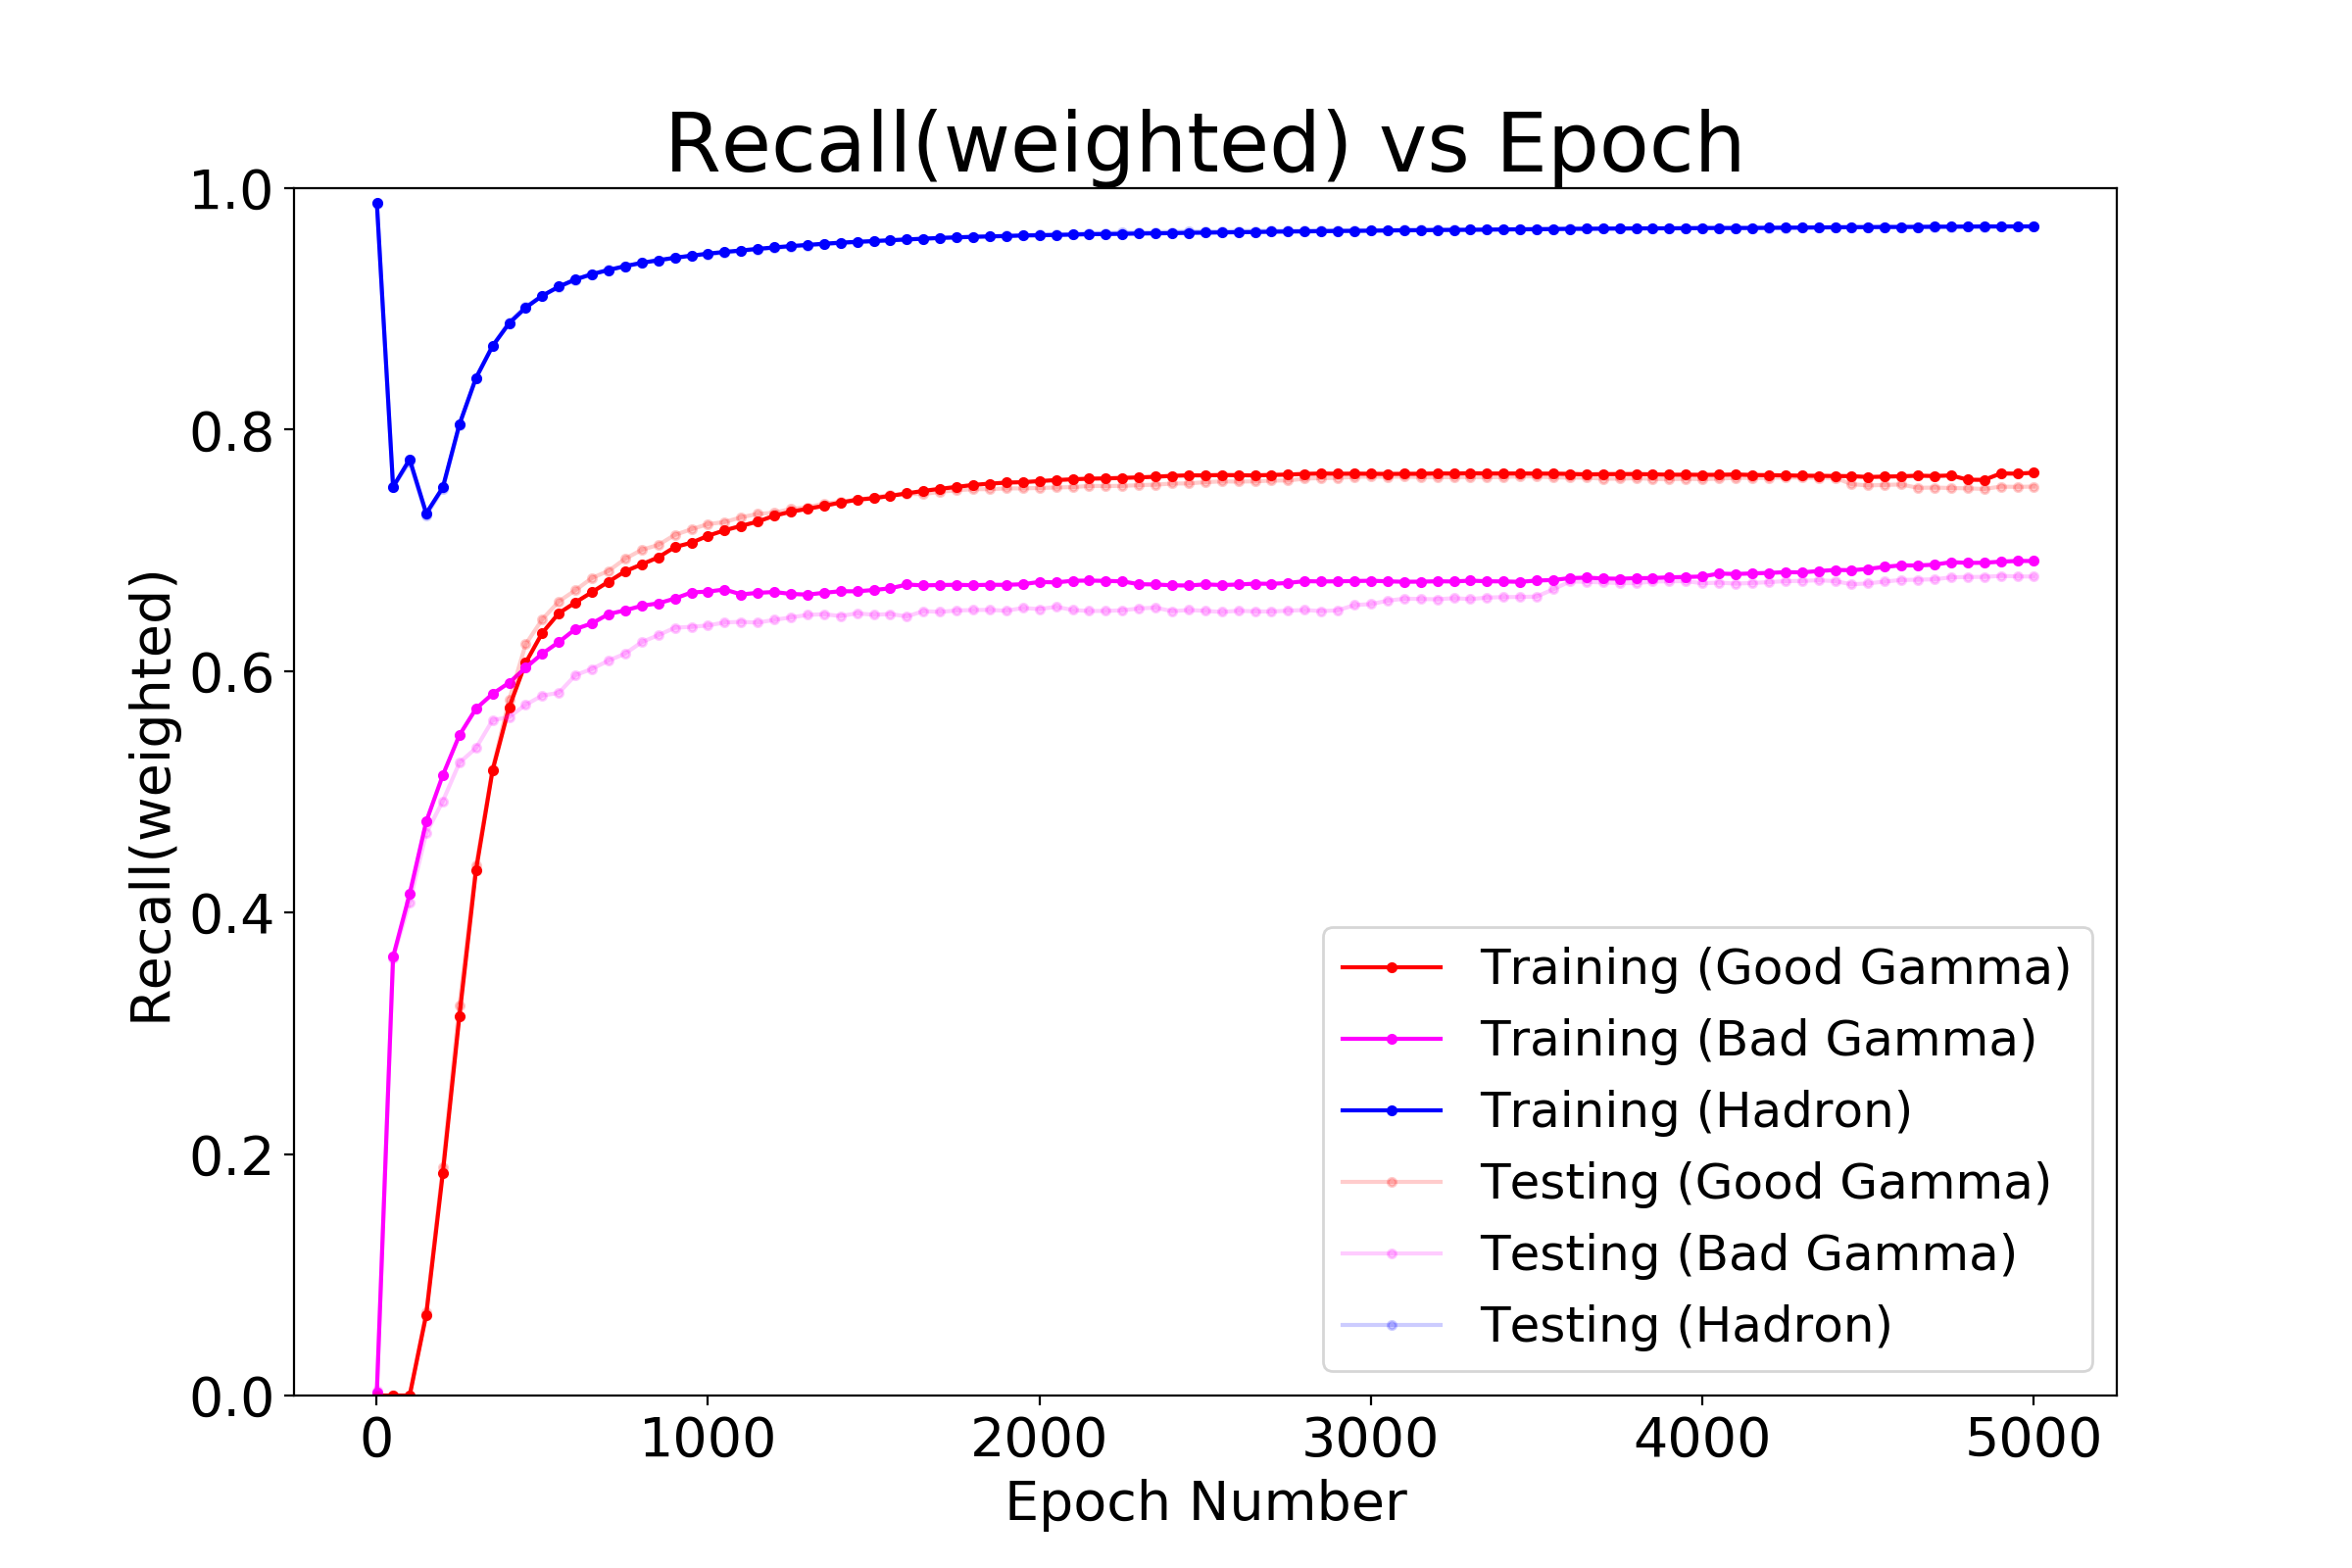 Recall(weighted) vs Epoch
1.0
0.8
0.6
0.4
0.2
0.0
Recall(weighted)
0 1000 2000 3000 4000 5000
Epoch Number
Training (Good Gamma)
Training (Bad Gamma)
Training (Hadron)
Testing (Good Gamma)
Testing (Bad Gamma)
Testing (Hadron)